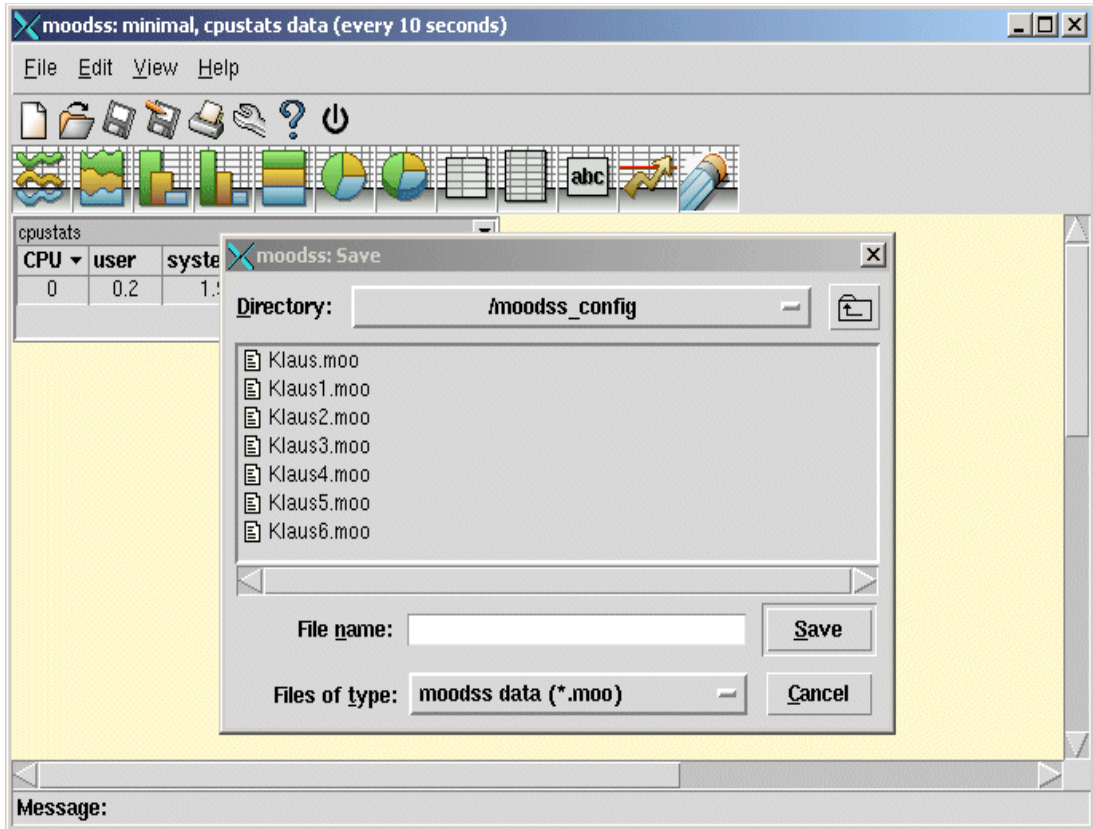 moodss: minimal, cpustats data (every 10 seconds)
File Edit View Help
abc
cpustats
CPU user syste
0 0.2 1.
moodss: Save
Directory: /moodss_config
Klaus.moo
Klaus1.moo
Klaus2.moo
Klaus3.moo
Klaus4.moo
Klaus5.moo
Klaus6.moo
File name: Save
Files of type: moodss data (*.moo) Cancel
Message: